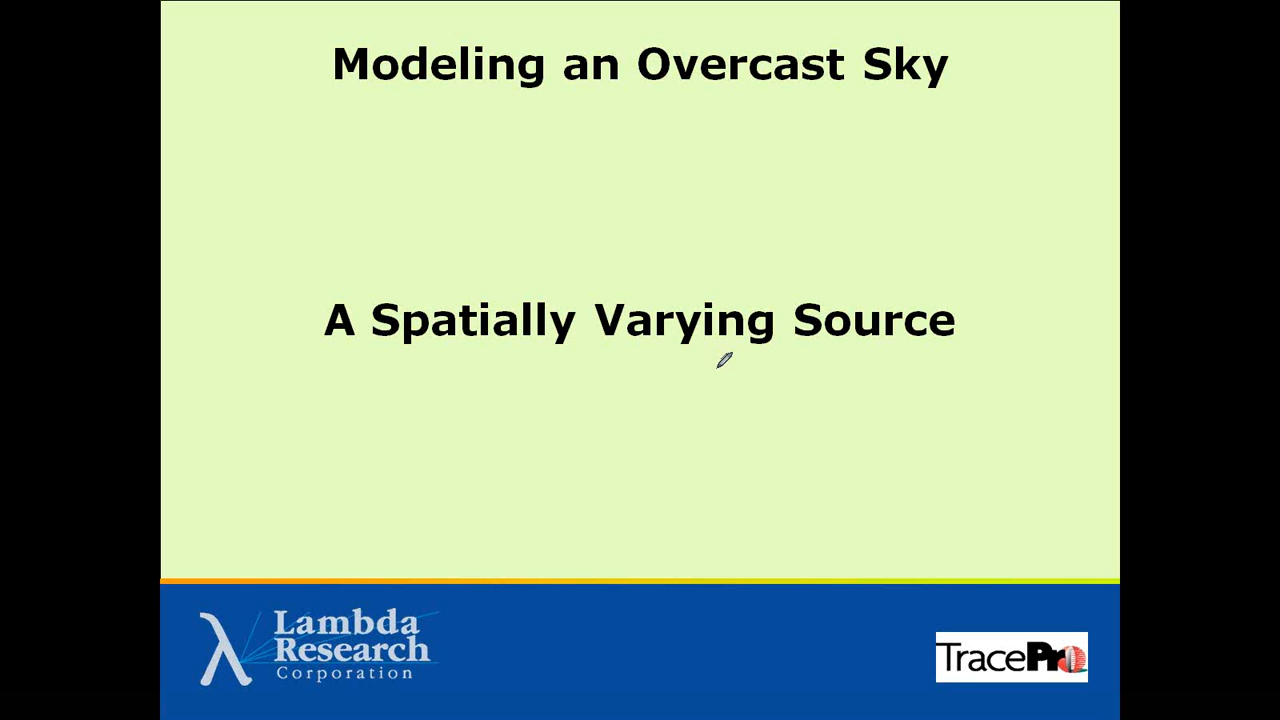 Modeling an Overcast Sky
A Spatially Varying Source
λ Lambda
Research
Corporation
TracePro